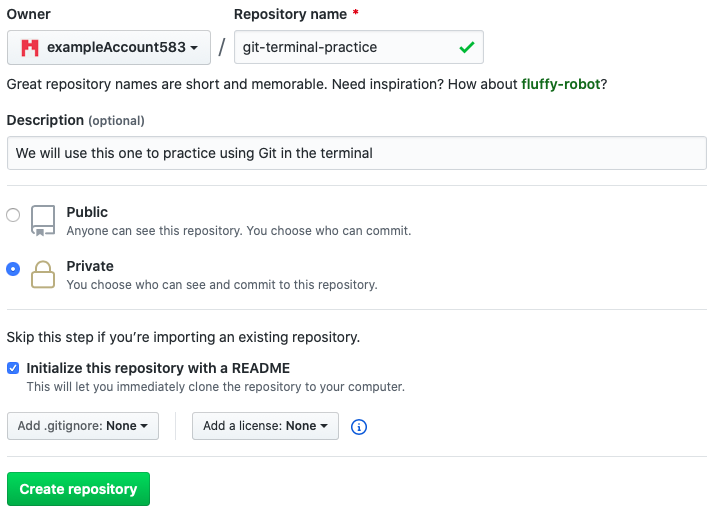 Owner
Repository name *
exampleAccount583 / git-terminal-practice
Great repository names are short and memorable. Need inspiration? How about fluffy-robot?
Description (optional)
We will use this one to practice using Git in the terminal
Public
Anyone can see this repository. You choose who can commit.
Private
You choose who can see and commit to this repository.
Skip this step if you’re importing an existing repository.
Initialize this repository with a README
This will let you immediately clone the repository to your computer.
Add .gitignore: None
Add a license: None
Create repository